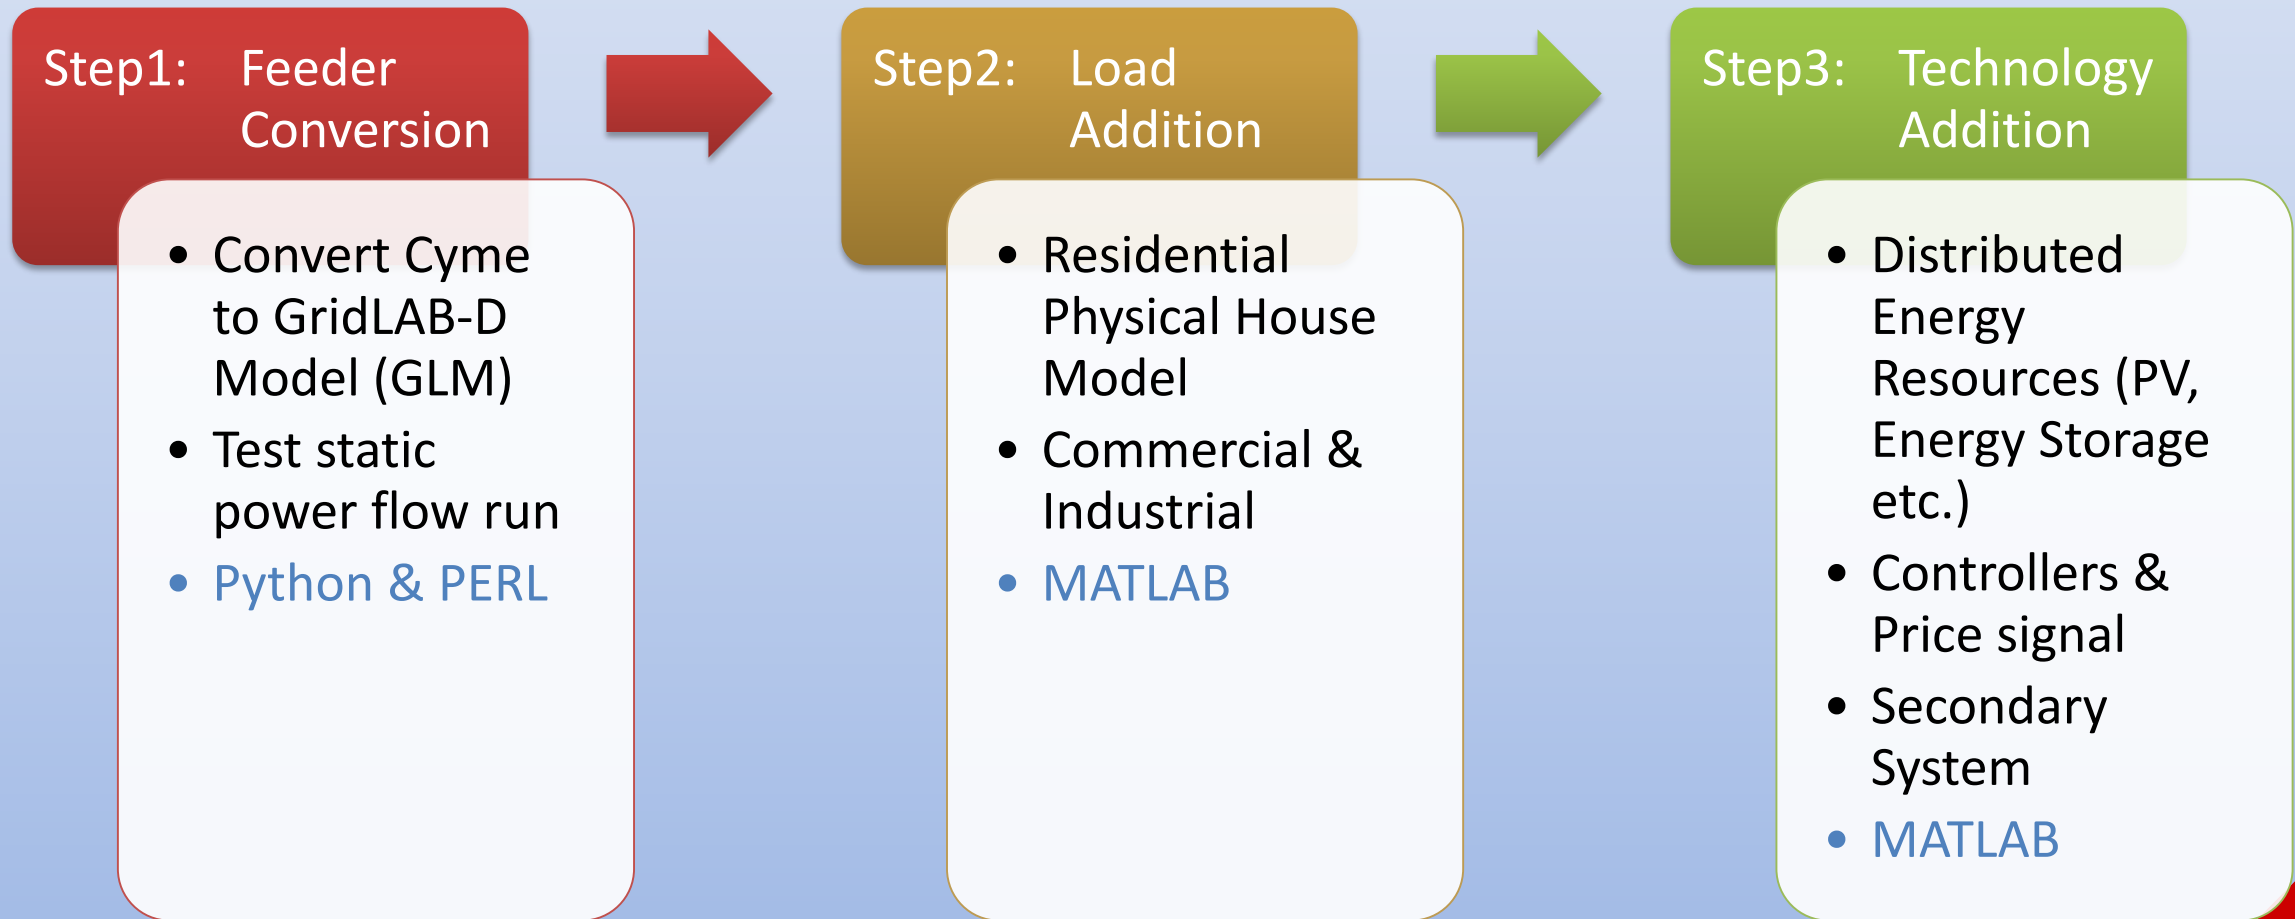 Step1: Feeder
Conversion
• Convert Cyme
to GridLAB-D
Model (GLM)
• Test static
power flow run
• Python & PERL
Step2: Load
Addition
• Residential
Physical House
Model
• Commercial &
Industrial
• MATLAB
Step3: Technology
Addition
• Distributed
Energy
Resources (PV,
Energy Storage
etc.)
• Controllers &
Price signal
• Secondary
System
• MATLAB